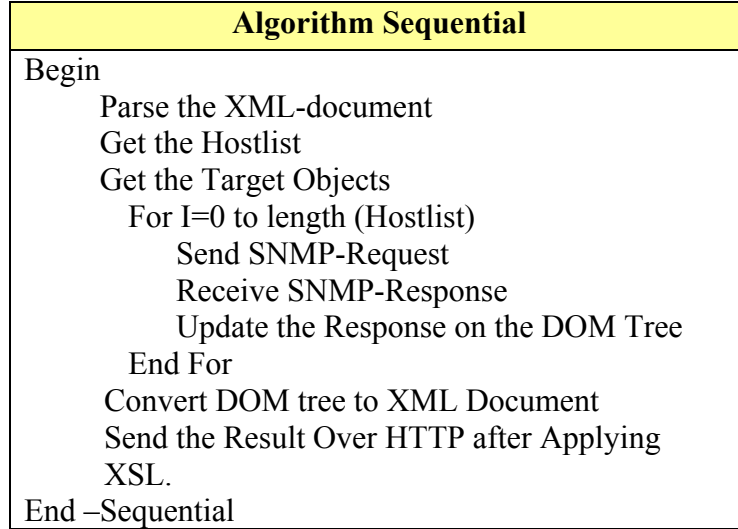 Algorithm Sequential
Begin
Parse the XML-document
Get the Hostlist
Get the Target Objects
For I=0 to length (Hostlist)
Send SNMP-Request
Receive SNMP-Response
Update the Response on the DOM Tree
End For
Convert DOM tree to XML Document
Send the Result Over HTTP after Applying
XSL.
End –Sequential